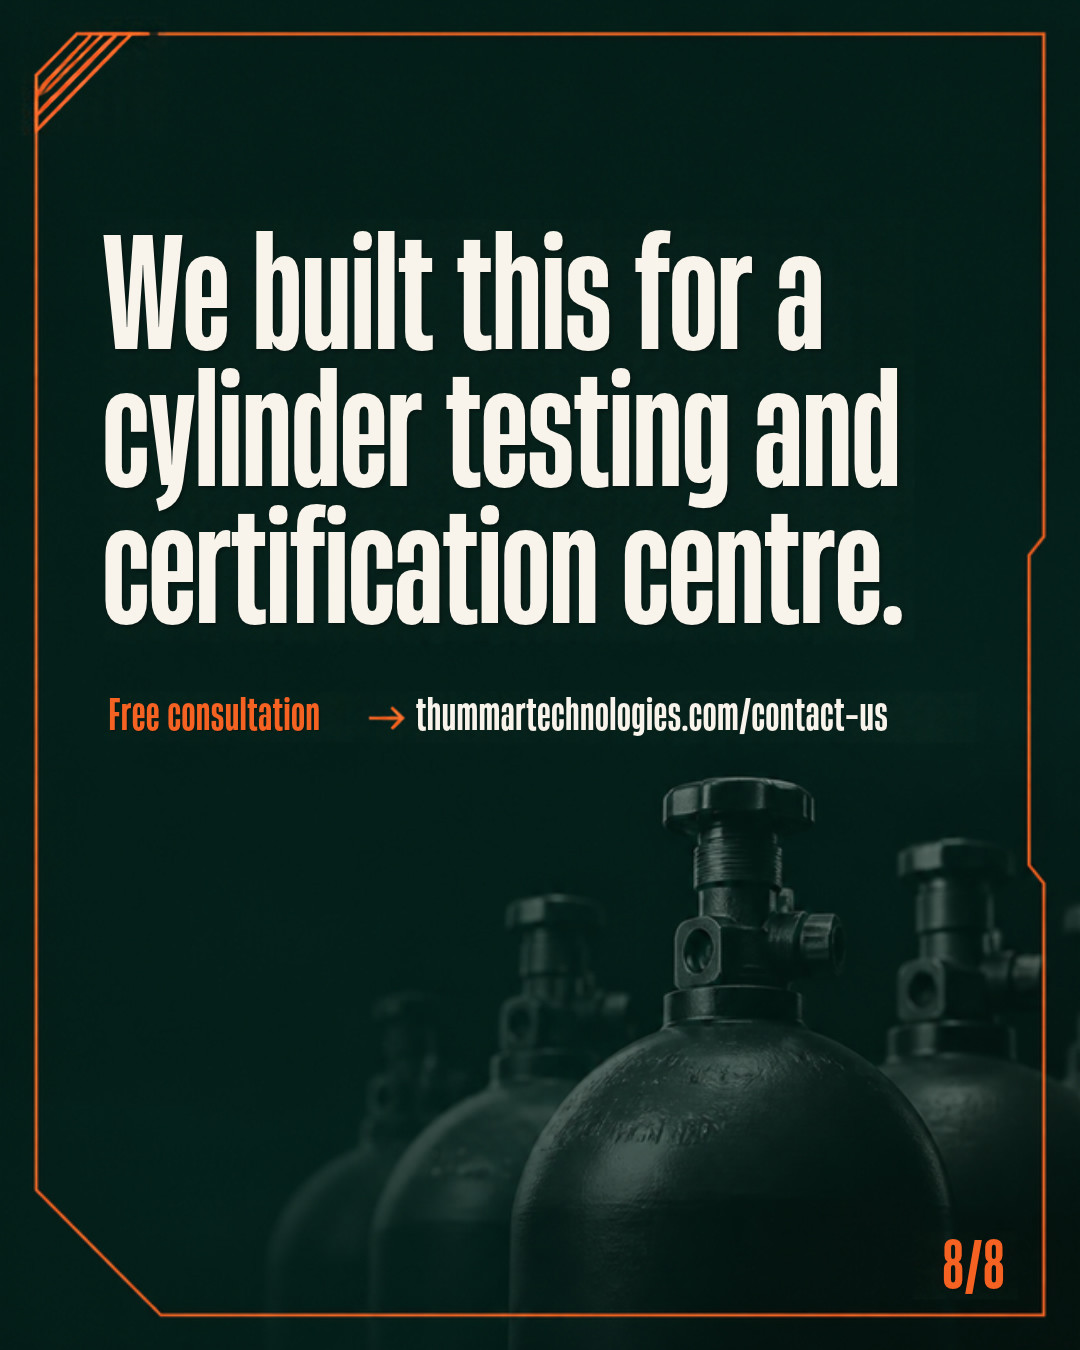 We built this for a
cylinder testing and
certification centre.
Free consultation → thummartechnologies.com/contact-us
8/8